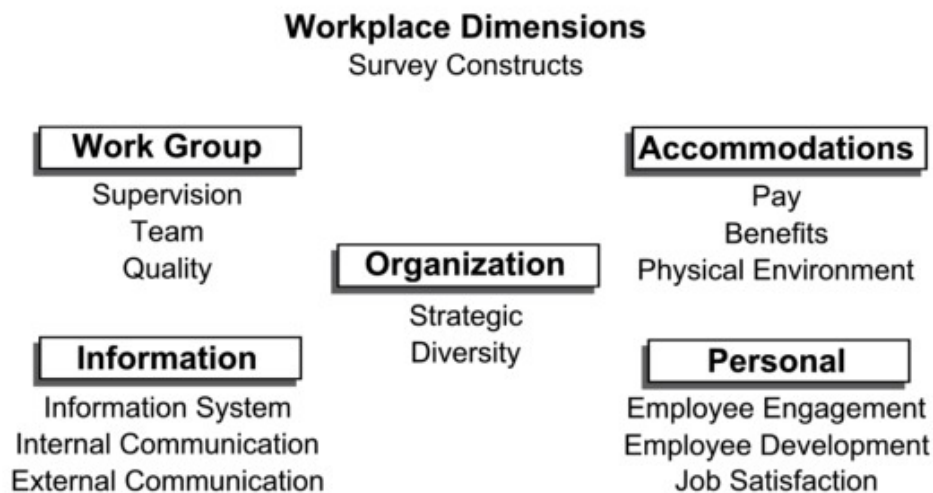 Workplace Dimensions
Survey Constructs
Work Group
Supervision
Team
Quality
Accommodations
Pay
Benefits
Physical Environment
Organization
Strategic
Diversity
Information
Information System
Internal Communication
External Communication
Personal
Employee Engagement
Employee Development
Job Satisfaction